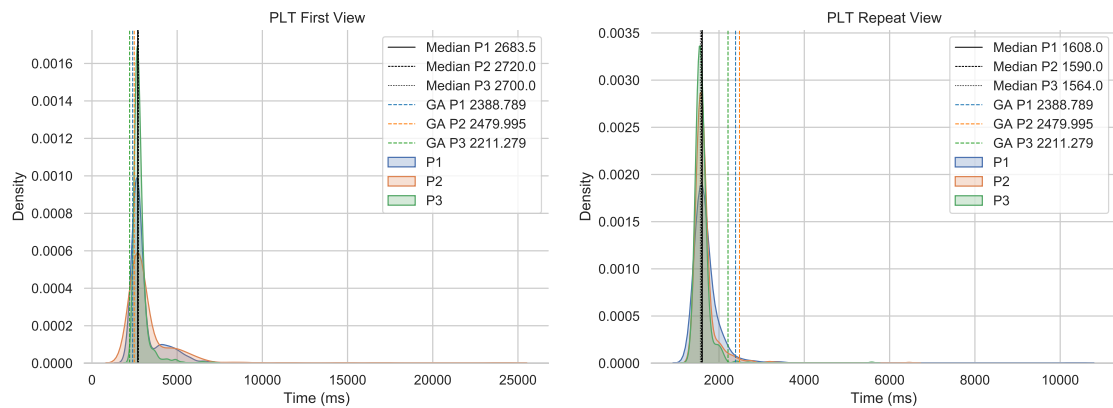 PLT First View
Density
0.0016
0.0014
0.0012
0.0010
0.0008
0.0006
0.0004
0.0002
0.0000
Median P1 2683.5
Median P2 2720.0
Median P3 2700.0
GA P1 2388.789
GA P2 2479.995
GA P3 2211.279
P1
P2
P3
0 5000 10000 15000 20000 25000
Time (ms)
PLT Repeat View
Density
0.0035
0.0030
0.0025
0.0020
0.0015
0.0010
0.0005
0.0000
Median P1 1608.0
Median P2 1590.0
Median P3 1564.0
GA P1 2388.789
GA P2 2479.995
GA P3 2211.279
P1
P2
P3
2000 4000 6000 8000 10000
Time (ms)